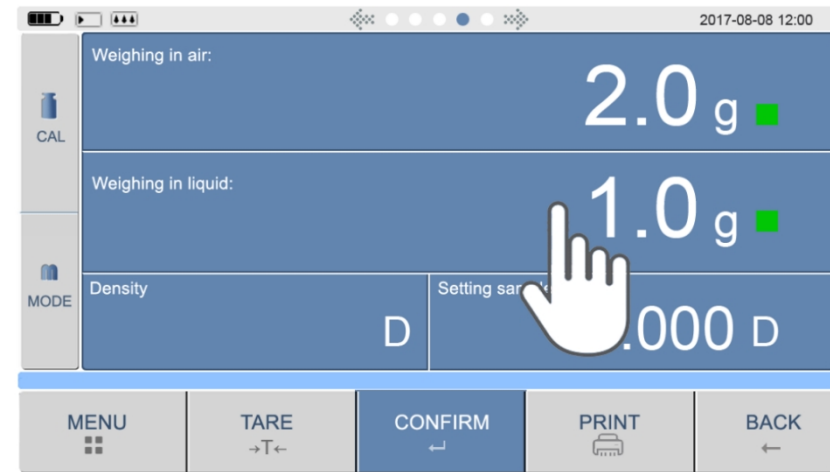 2017-08-08 12:00
CAL
MODE
Weighing in air:
2.0 g
Weighing in liquid:
1.0 g
Density
D
Setting
.000 D
MENU
TARE
→T←
CONFIRM
PRINT
BACK